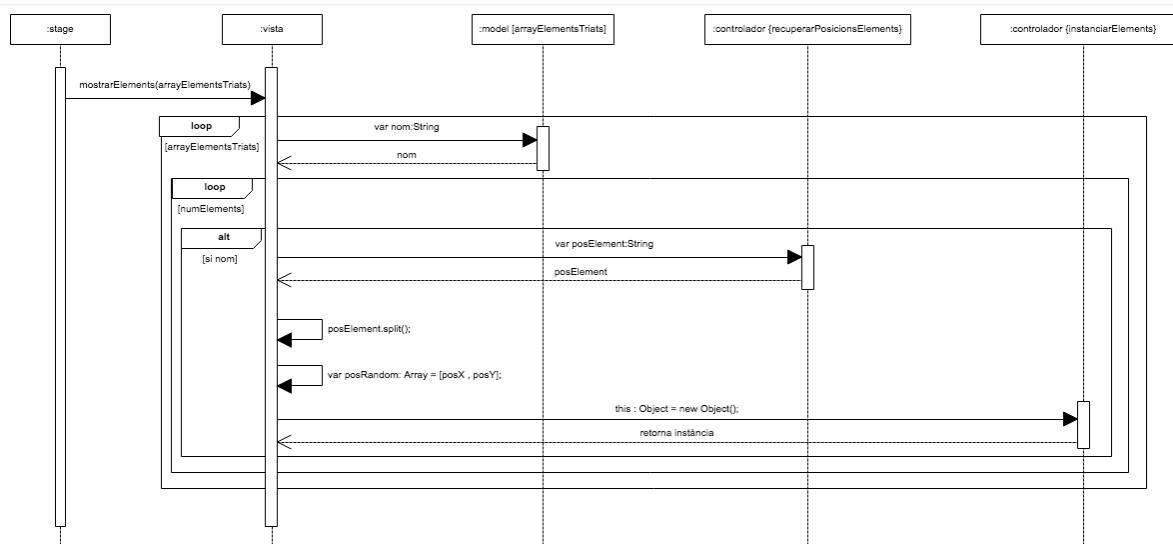 :stage
:vista
:model [arrayElementsTriats]
:controlador {recuperarPosicionsElements}
:controlador {instanciarElements}
mostrarElements(arrayElementsTriats)
loop
[arrayElementsTriats]
var nom:String
nom
loop
[numElements]
alt
[si nom]
var posElement:String
posElement
posElement.split();
var posRandom: Array = [posX , posY];
this : Object = new Object();
retorna instància